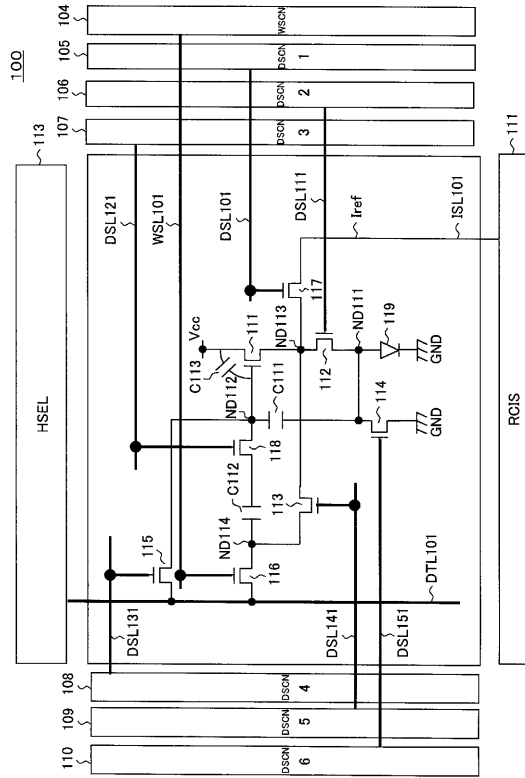 100
HSEL
113
110
109
108
107
106
105
104
DSL131
115
DSL121
WSL101
116
ND114
C112
118
ND112
C113
Vcc
DSL101
113
C111
111
DSL141
DSCN
6
DSCN
5
DSCN
4
DSCN
3
DSCN
2
DSCN
1
WSCN
117
ND113
DSL111
112
Iref
ND111
DSL151
114
119
DTL101
GND
GND
ISL101
RCIS
111